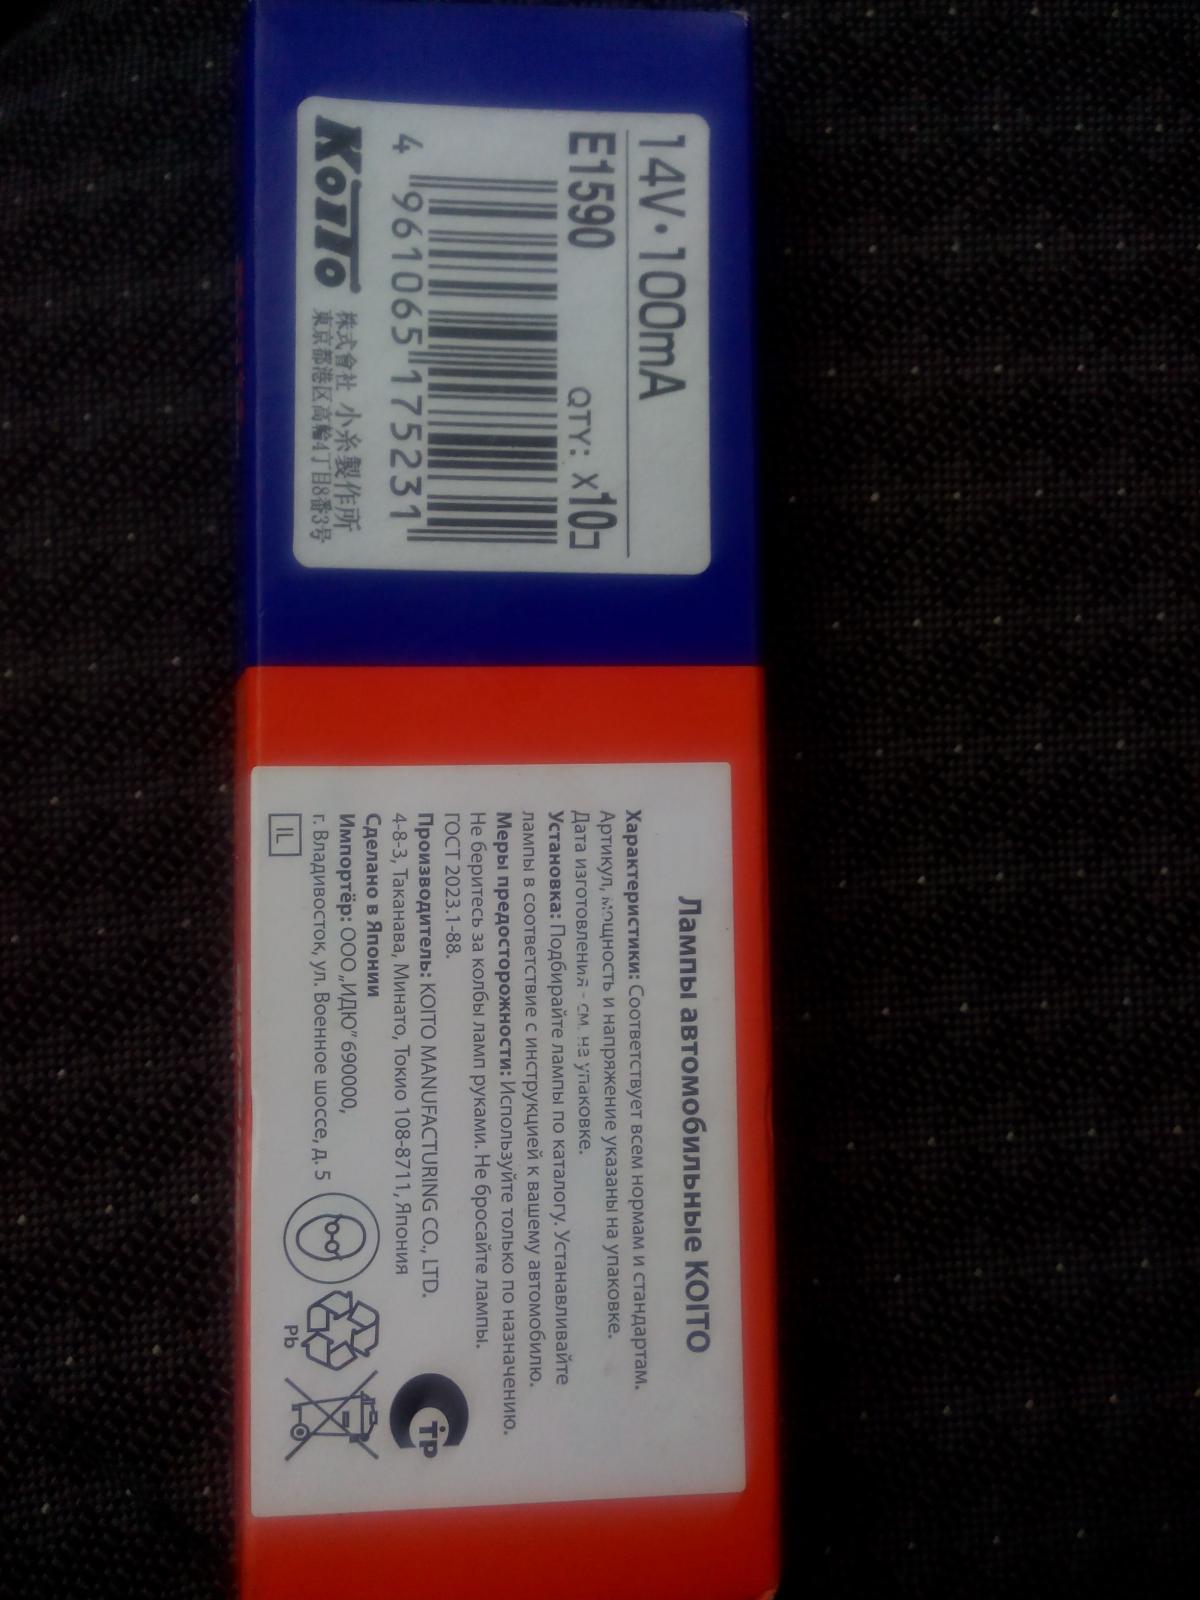 14V・100mA
E1590 QTY: X10コ
4 961065 175231
KOITO 株式會社 小糸製作所
東京都港区高輪4丁目8番3号
Лампы автомобильные KOITO
Характеристики: Соответствует всем нормам и стандартам.
Артикул, мощность и напряжение указаны на упаковке.
Дата изготовления - см. на упаковке.
Установка: Подбирайте лампы по каталогу. Устанавливайте
лампы в соответствие с инструкцией к вашему автомобилю.
Меры предосторожности: Используйте только по назначению.
Не беритесь за колбы ламп руками. Не бросайте лампы.
ГОСТ 2023.1-88.
Производитель: KOITO MANUFACTURING CO., LTD.
4-8-3, Таканава, Минато, Токио 108-8711, Япония
Сделано в Японии
Импортёр: ООО „ИДЮ” 690000,
г. Владивосток, ул. Военное шоссе, д. 5
IL
Pb
тр